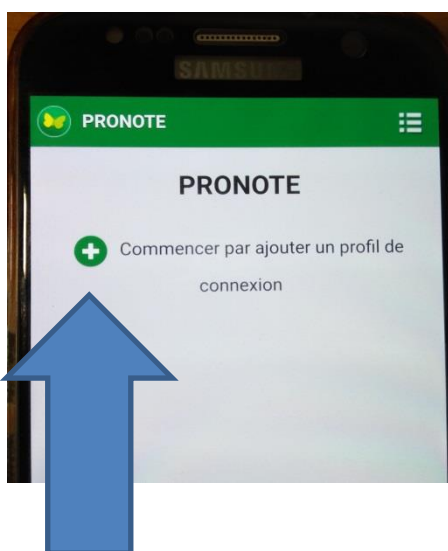 SAMSUNG
PRONOTE
PRONOTE
Commencer par ajouter un profil de
connexion